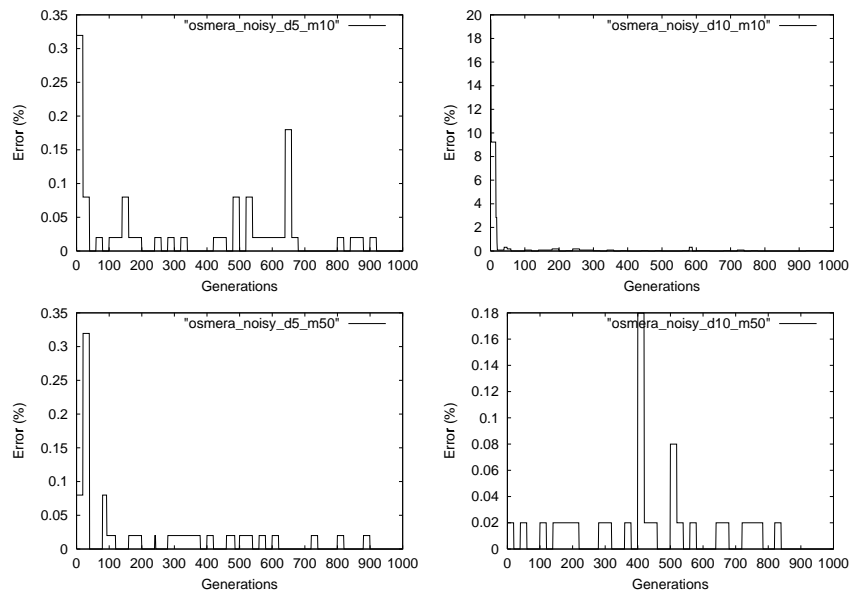 0.35
0.3
0.25
0.2
0.15
0.1
0.05
0
0 100 200 300 400 500 600 700 800 900 1000
Error (%)
Generations
"osmera_noisy_d5_m10"
20
18
16
14
12
10
8
6
4
2
0
0 100 200 300 400 500 600 700 800 900 1000
Error (%)
Generations
"osmera_noisy_d10_m10"
0.35
0.3
0.25
0.2
0.15
0.1
0.05
0
0 100 200 300 400 500 600 700 800 900 1000
Error (%)
Generations
"osmera_noisy_d5_m50"
0.18
0.16
0.14
0.12
0.1
0.08
0.06
0.04
0.02
0
0 100 200 300 400 500 600 700 800 900 1000
Error (%)
Generations
"osmera_noisy_d10_m50"